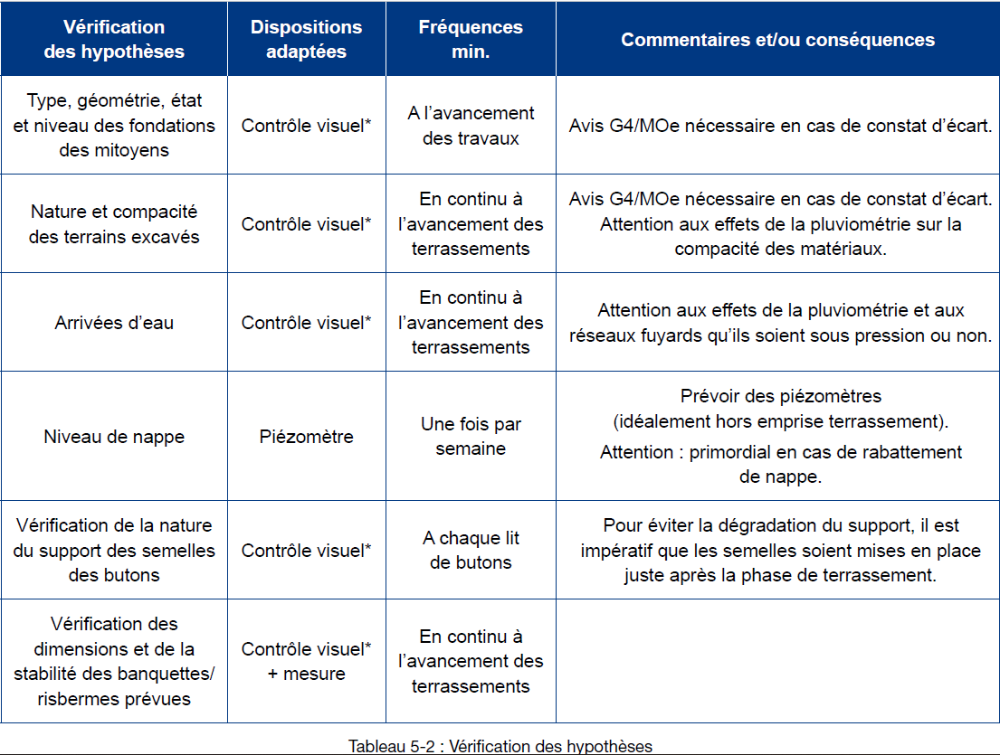 Vérification
des hypothèses
Dispositions
adaptées
Fréquences
min.
Commentaires et/ou conséquences
Type, géométrie, état
et niveau des fondations
des mitoyens
Contrôle visuel*
A l’avancement
des travaux
Avis G4/MOe nécessaire en cas de constat d’écart.
Nature et compacité
des terrains excavés
Contrôle visuel*
En continu à
l’avancement des
terrassements
Avis G4/MOe nécessaire en cas de constat d’écart.
Attention aux effets de la pluviométrie sur la
compacité des matériaux.
Arrivées d’eau
Contrôle visuel*
En continu à
l’avancement des
terrassements
Attention aux effets de la pluviométrie et aux
réseaux fuyards qu’ils soient sous pression ou non.
Niveau de nappe
Piézomètre
Une fois par
semaine
Prévoir des piézomètres
(idéalement hors emprise terrassement).
Attention : primordial en cas de rabattement
de nappe.
Vérification de la nature
du support des semelles
des butons
Contrôle visuel*
A chaque lit
de butons
Pour éviter la dégradation du support, il est
impératif que les semelles soient mises en place
juste après la phase de terrassement.
Vérification des
dimensions et de la
stabilité des banquettes/
risbermes prévues
Contrôle visuel*
+ mesure
En continu à
l’avancement des
terrassements
Tableau 5-2 : Vérification des hypothèses